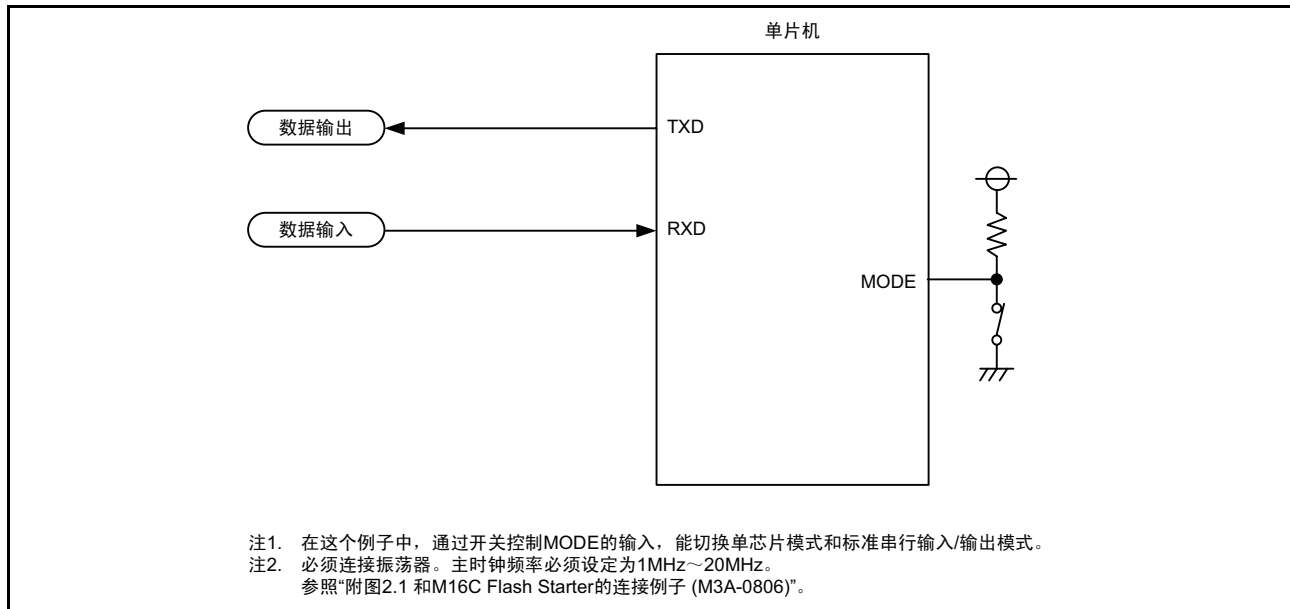 单片机
TXD
数据输出
RXD
数据输入
MODE
注1. 在这个例子中，通过开关控制MODE的输入，能切换单芯片模式和标准串行输入/输出模式。
注2. 必须连接振荡器。主时钟频率必须设定为1MHz～20MHz。
参照“附图2.1 和M16C Flash Starter的连接例子 (M3A-0806)”。